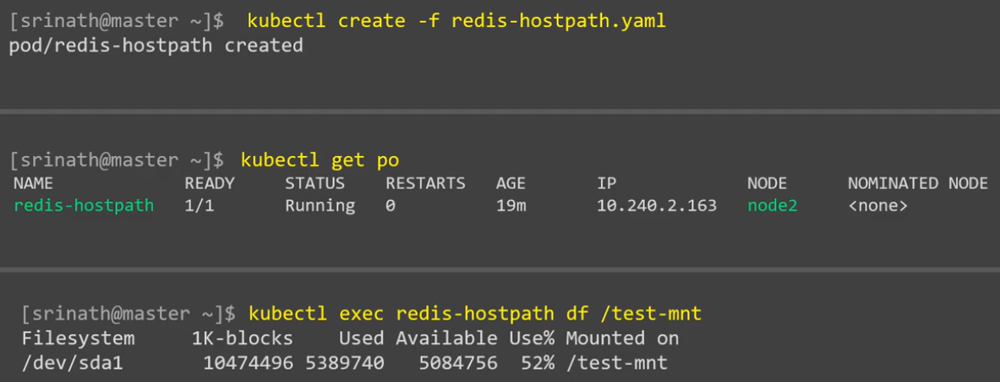 [srinath@master ~]$ kubectl create -f redis-hostpath.yaml
pod/redis-hostpath created
[srinath@master ~]$ kubectl get po
NAME READY STATUS RESTARTS AGE IP NODE NOMINATED NODE
redis-hostpath 1/1 Running 0 19m 10.240.2.163 node2 <none>
[srinath@master ~]$ kubectl exec redis-hostpath df /test-mnt
Filesystem 1K-blocks Used Available Use% Mounted on
/dev/sda1 10474496 5389740 5084756 52% /test-mnt